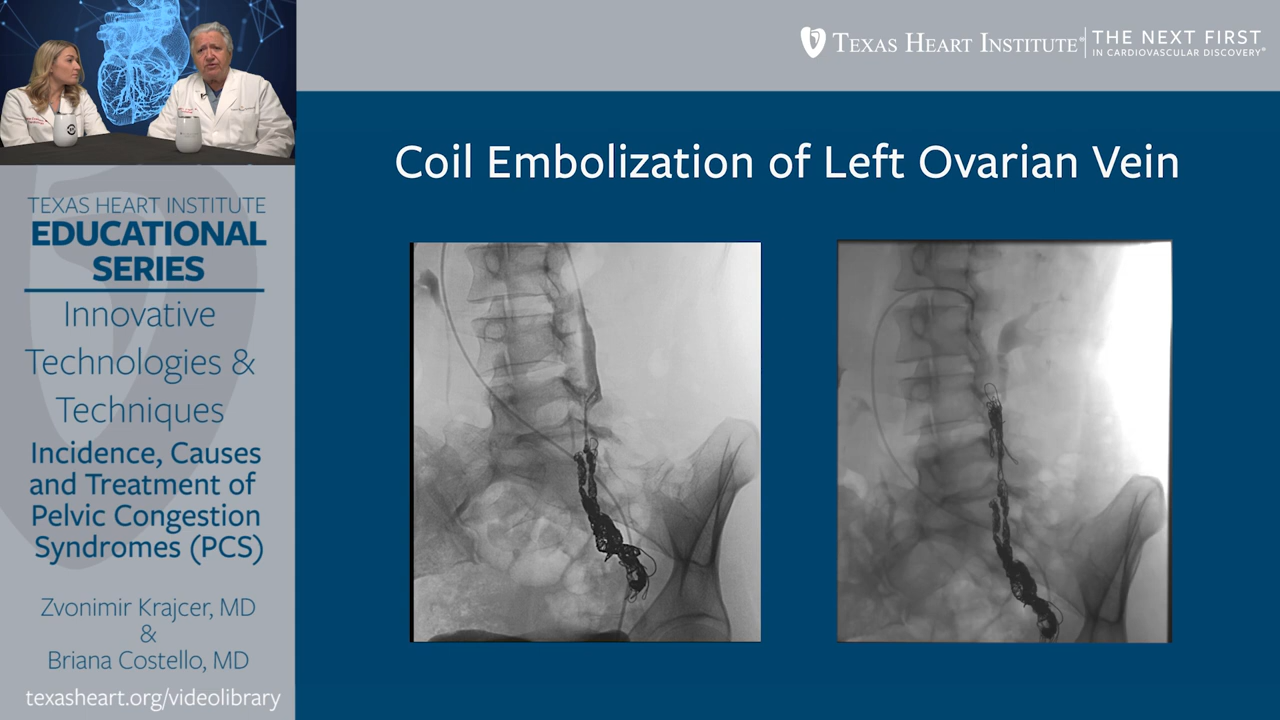 TEXAS HEART INSTITUTE® THE NEXT FIRST
IN CARDIOVASCULAR DISCOVERY®
Coil Embolization of Left Ovarian Vein
TEXAS HEART INSTITUTE
EDUCATIONAL
SERIES
Innovative
Technologies &
Techniques
Incidence, Causes
and Treatment of
Pelvic Congestion
Syndromes (PCS)
Zvonimir Krajcer, MD
&
Briana Costello, MD
texasheart.org/videolibrary